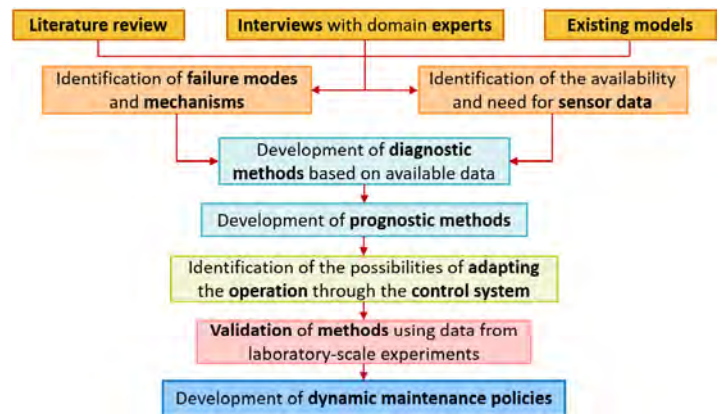 Literature review
Interviews with domain experts
Existing models
Identification of failure modes
and mechanisms
Identification of the availability
and need for sensor data
Development of diagnostic
methods based on available data
Development of prognostic methods
Identification of the possibilities of adapting
the operation through the control system
Validation of methods using data from
laboratory-scale experiments
Development of dynamic maintenance policies